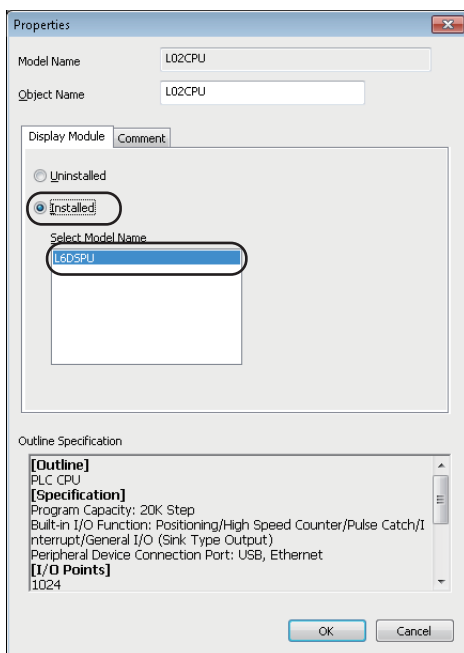 Properties
Model Name
L02CPU
Object Name
L02CPU
Display Module
Comment
Uninstalled
Installed
Select Model Name
L6DSPU
Outline Specification
[Outline]
PLC CPU
[Specification]
Program Capacity: 20K Step
Built-in I/O Function: Positioning/High Speed Counter/Pulse Catch/I
nterrupt/General I/O (Sink Type Output)
Peripheral Device Connection Port: USB, Ethernet
[I/O Points]
1024
OK
Cancel